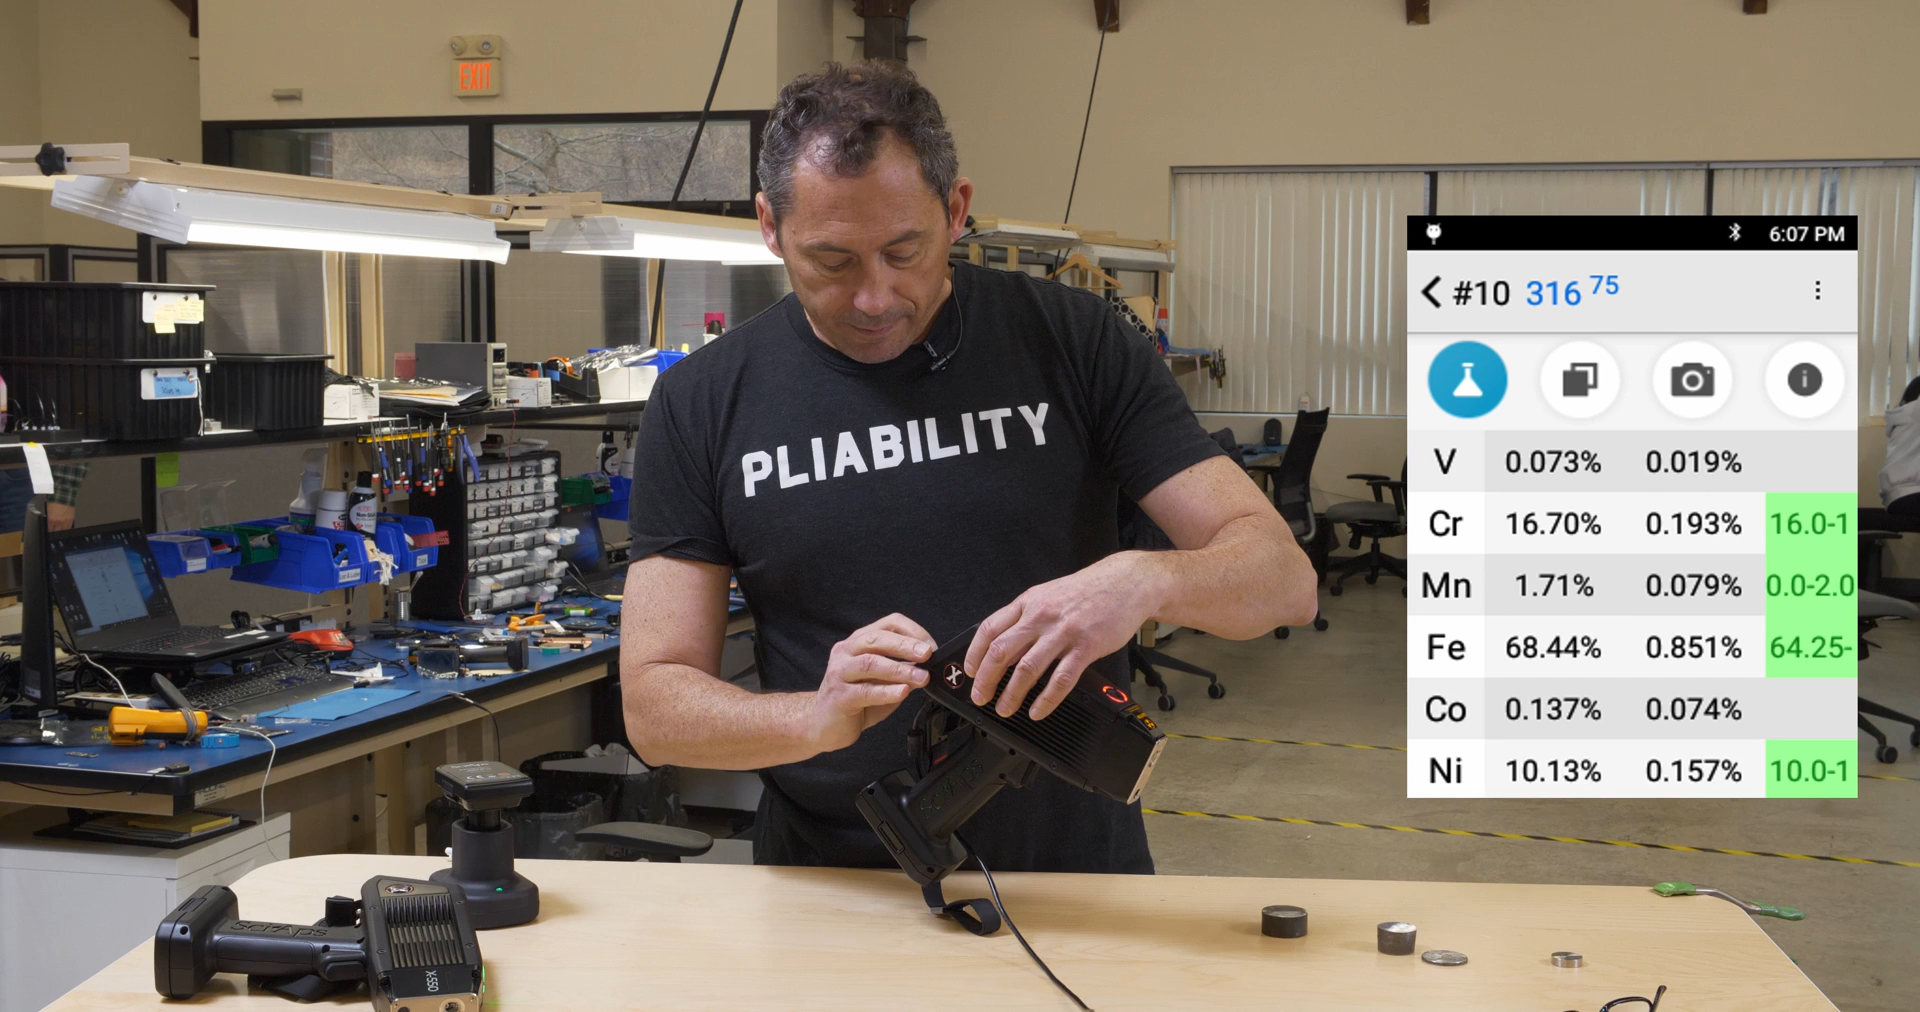 EXIT
PLIABILITY
X
SciAps
SciAps
X-550
6:07 PM
#10 316 75
V 0.073% 0.019%
Cr 16.70% 0.193% 16.0-1
Mn 1.71% 0.079% 0.0-2.0
Fe 68.44% 0.851% 64.25-
Co 0.137% 0.074%
Ni 10.13% 0.157% 10.0-1